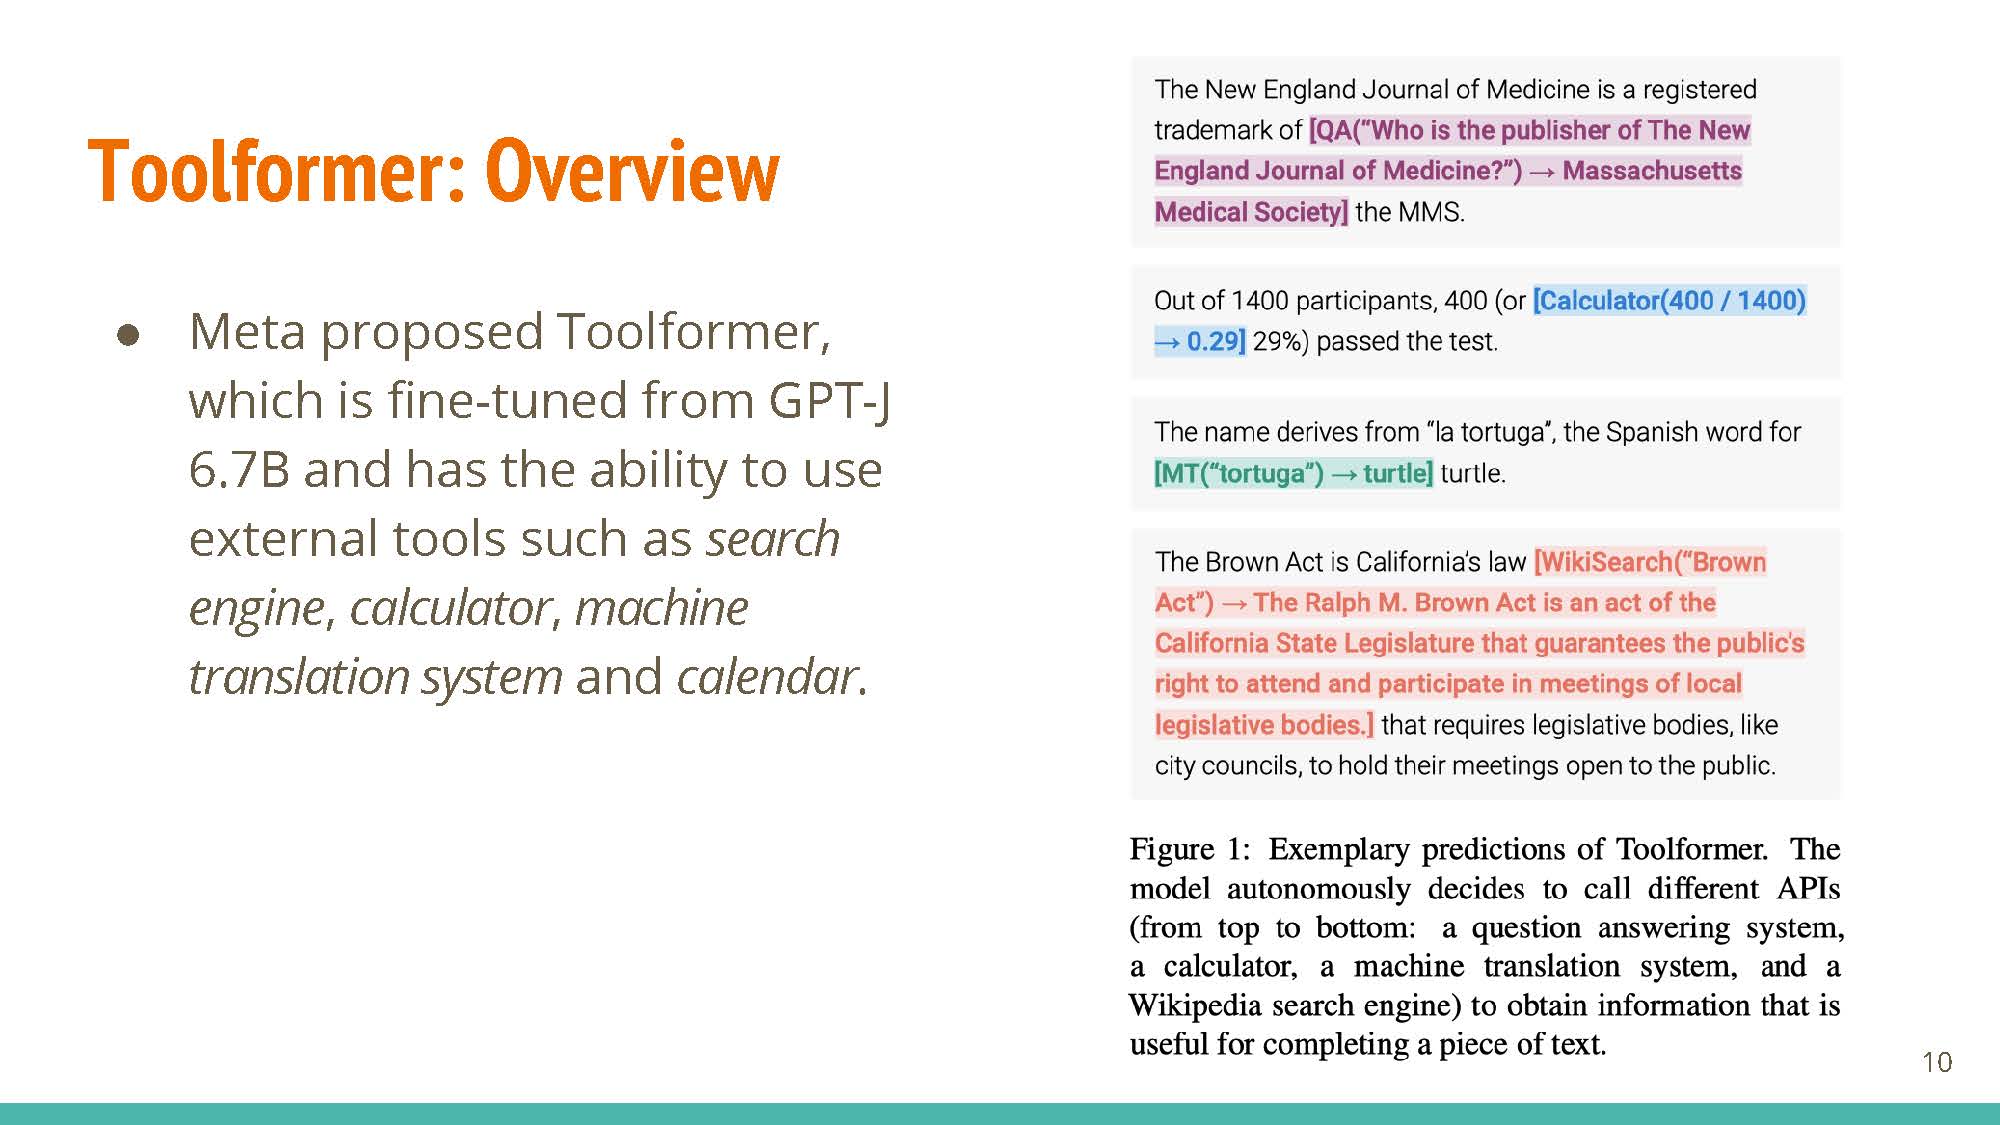 Toolformer: Overview
● Meta proposed Toolformer,
which is fine-tuned from GPT-J
6.7B and has the ability to use
external tools such as search
engine, calculator, machine
translation system and calendar.
The New England Journal of Medicine is a registered
trademark of [QA(“Who is the publisher of The New
England Journal of Medicine?”) → Massachusetts
Medical Society] the MMS.
Out of 1400 participants, 400 (or [Calculator(400 / 1400)
→ 0.29] 29%) passed the test.
The name derives from “la tortuga”, the Spanish word for
[MT(“tortuga”) → turtle] turtle.
The Brown Act is California’s law [WikiSearch(“Brown
Act”) → The Ralph M. Brown Act is an act of the
California State Legislature that guarantees the public's
right to attend and participate in meetings of local
legislative bodies.] that requires legislative bodies, like
city councils, to hold their meetings open to the public.
Figure 1: Exemplary predictions of Toolformer. The
model autonomously decides to call different APIs
(from top to bottom: a question answering system,
a calculator, a machine translation system, and a
Wikipedia search engine) to obtain information that is
useful for completing a piece of text.
10